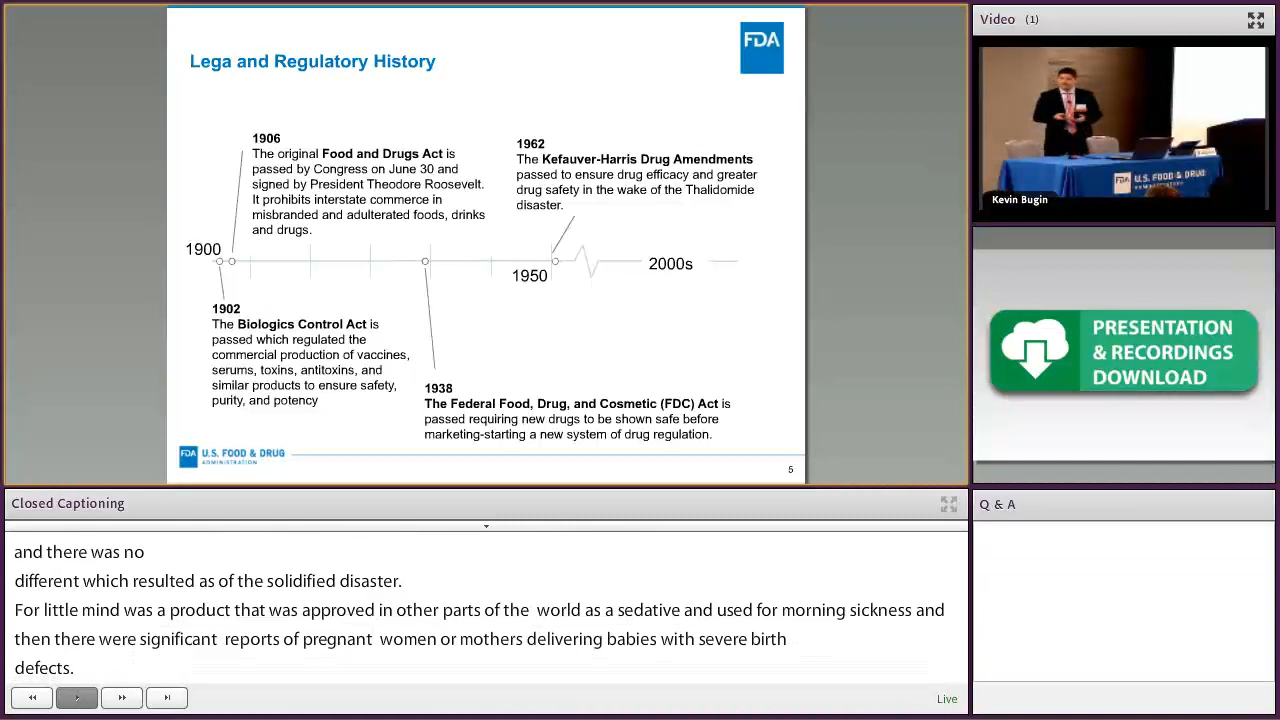 FDA
Lega and Regulatory History
1906
The original Food and Drugs Act is
passed by Congress on June 30 and
signed by President Theodore Roosevelt.
It prohibits interstate commerce in
misbranded and adulterated foods, drinks
and drugs.
1962
The Kefauver-Harris Drug Amendments
passed to ensure drug efficacy and greater
drug safety in the wake of the Thalidomide
disaster.
1900
1950
2000s
1902
The Biologics Control Act is
passed which regulated the
commercial production of vaccines,
serums, toxins, antitoxins, and
similar products to ensure safety,
purity, and potency
1938
The Federal Food, Drug, and Cosmetic (FDC) Act is
passed requiring new drugs to be shown safe before
marketing-starting a new system of drug regulation.
FDA U.S. FOOD & DRUG
ADMINISTRATION
5
Video (1)
FDA U.S. FOOD & DRUG
ADMINISTRATION
Kevin Bugin
PRESENTATION
& RECORDINGS
DOWNLOAD
Closed Captioning
and there was no
different which resulted as of the solidified disaster.
For little mind was a product that was approved in other parts of the world as a sedative and used for morning sickness and
then there were significant reports of pregnant women or mothers delivering babies with severe birth
defects.
Live
Q & A